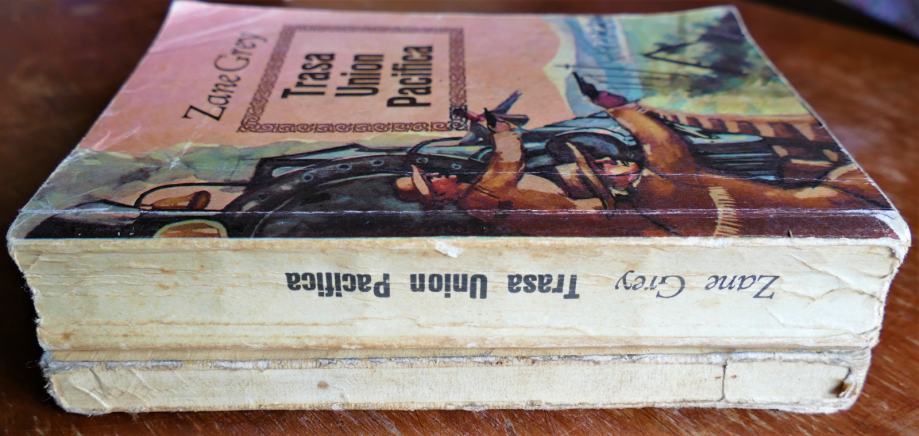 Zane Grey
Trasa
Union
Pacifica
Zane Grey Trasa Union Pacifica